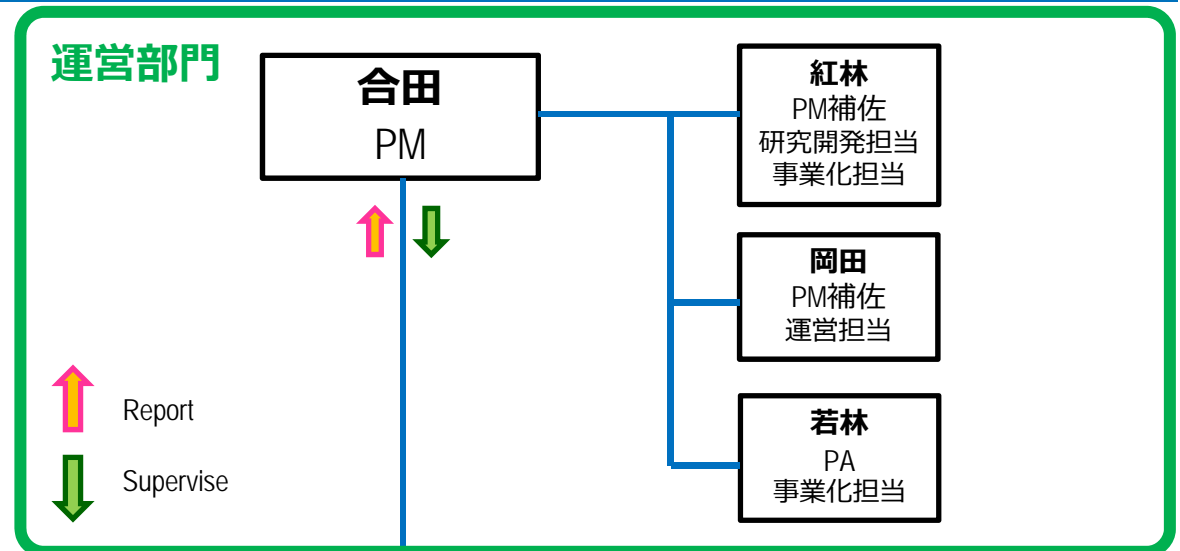 運営部門
合田
PM
紅林
PM補佐
研究開発担当
事業化担当
岡田
PM補佐
運営担当
若林
PA
事業化担当
Report
Supervise